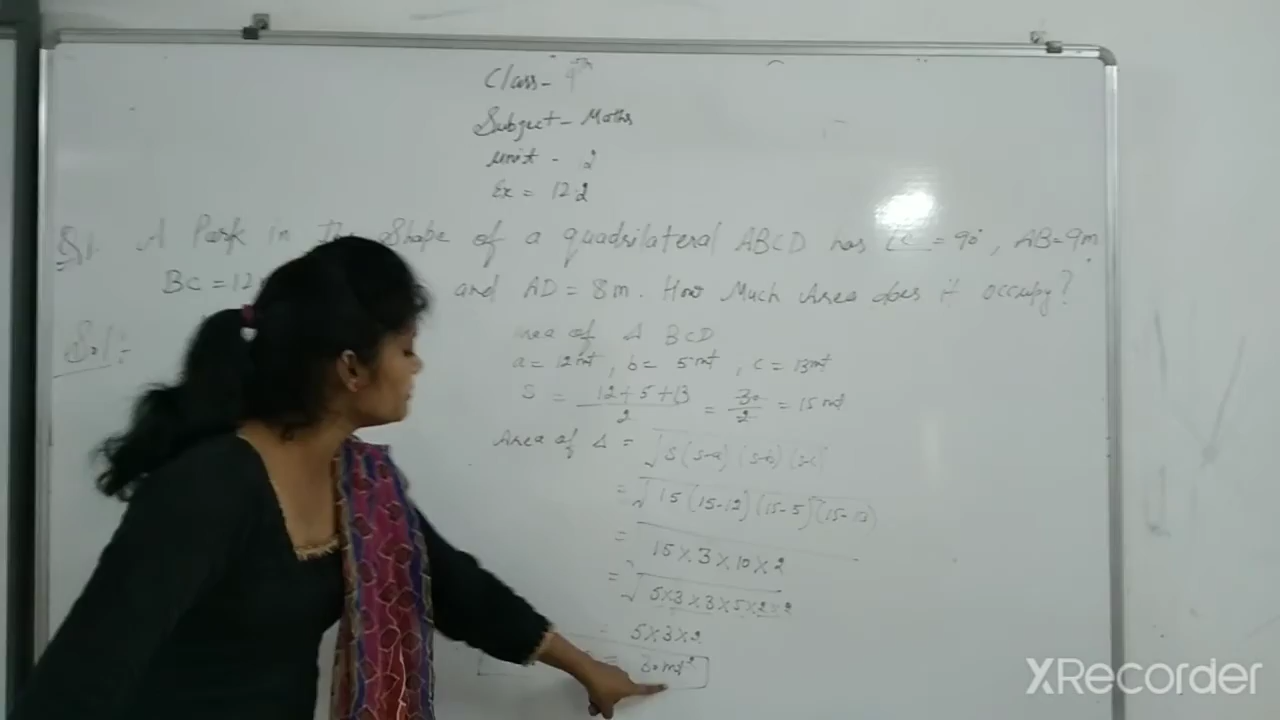 Class - 9th
Subject - Maths
Unit - 2
Ex = 12.2
Q1. A Park in the Shape of a quadrilateral ABCD has ∠C = 90°, AB = 9m
BC = 12 and AD = 8m. How Much Area does it occupy?
Sol:-
Area of Δ BCD
a = 12mt, b = 5mt, c = 13mt
S = 12+5+13/2 = 30/2 = 15mt
Area of Δ = √S(s-a)(s-b)(s-c)
= √15(15-12)(15-5)(15-13)
= √15×3×10×2
= √5×3×3×5×2×2
= 5×3×2
= 30mt²
XRecorder